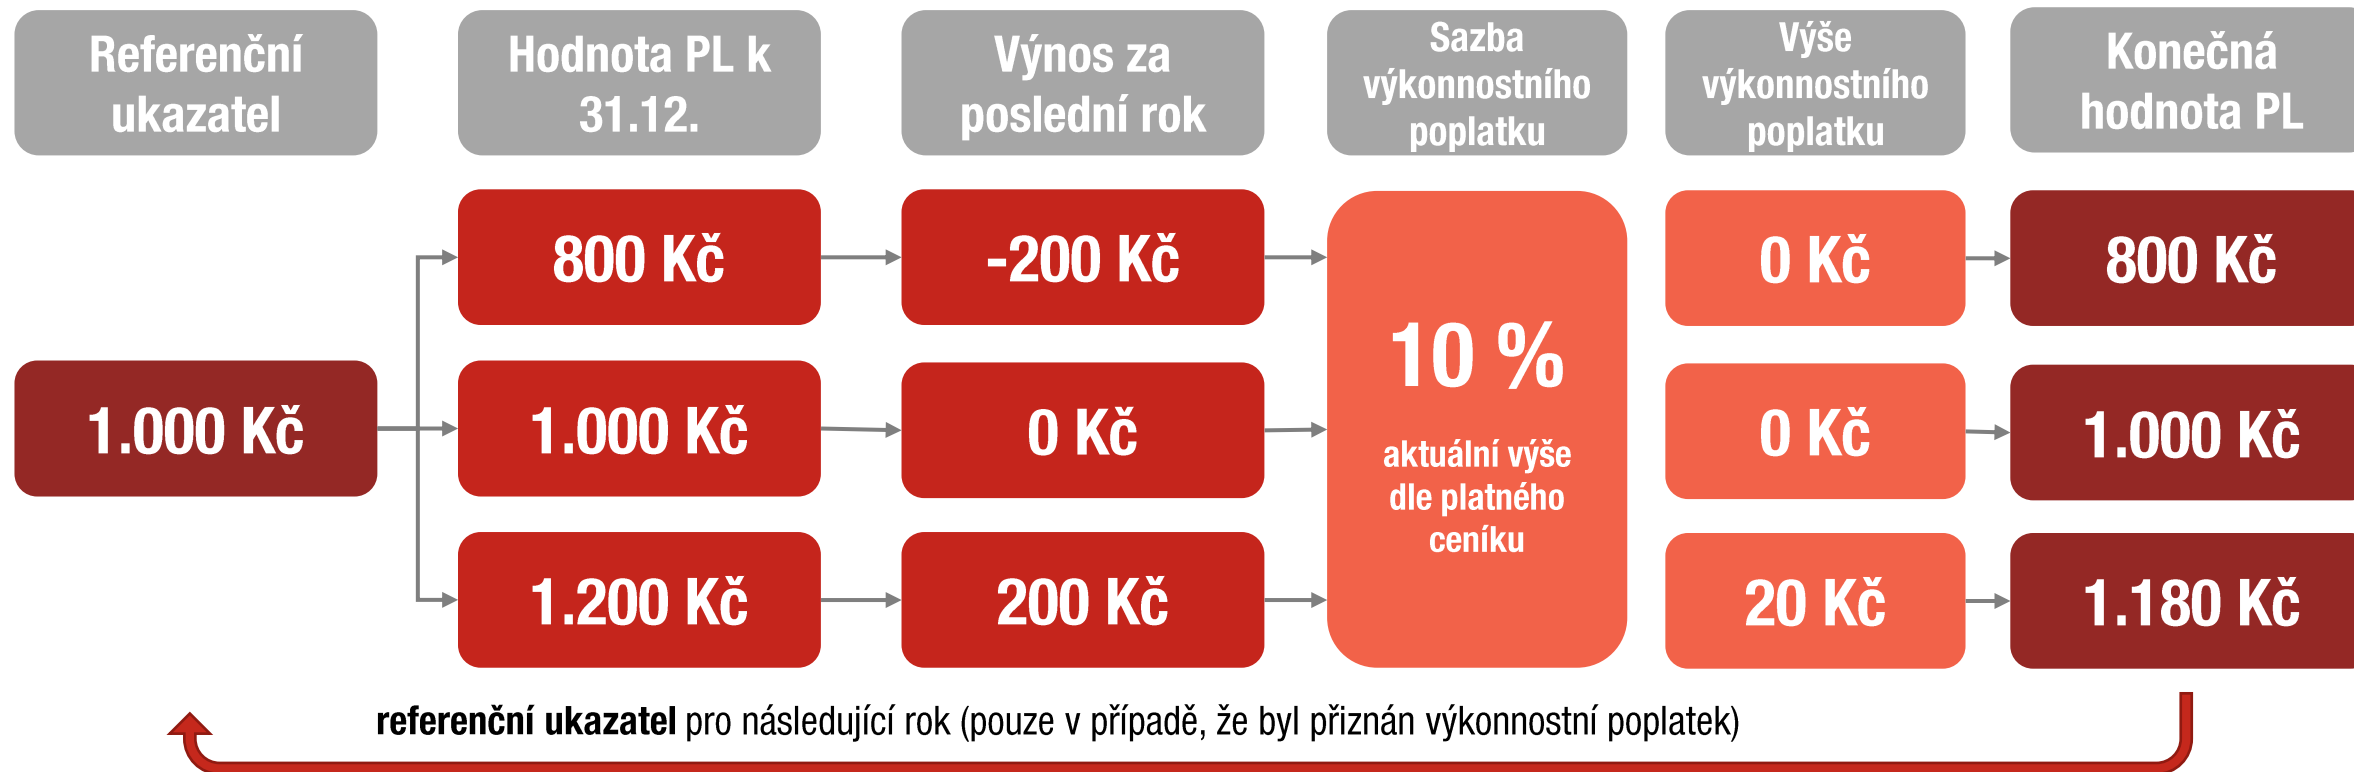 Referenční
ukazatel
Hodnota PL k
31.12.
Výnos za
poslední rok
Sazba
výkonnostního
poplatku
Výše
výkonnostního
poplatku
Konečná
hodnota PL
800 Kč
-200 Kč
0 Kč
800 Kč
1.000 Kč
1.000 Kč
0 Kč
10 %
aktuální výše
dle platného
ceníku
0 Kč
1.000 Kč
1.200 Kč
200 Kč
20 Kč
1.180 Kč
referenční ukazatel pro následující rok (pouze v případě, že byl přiznán výkonnostní poplatek)